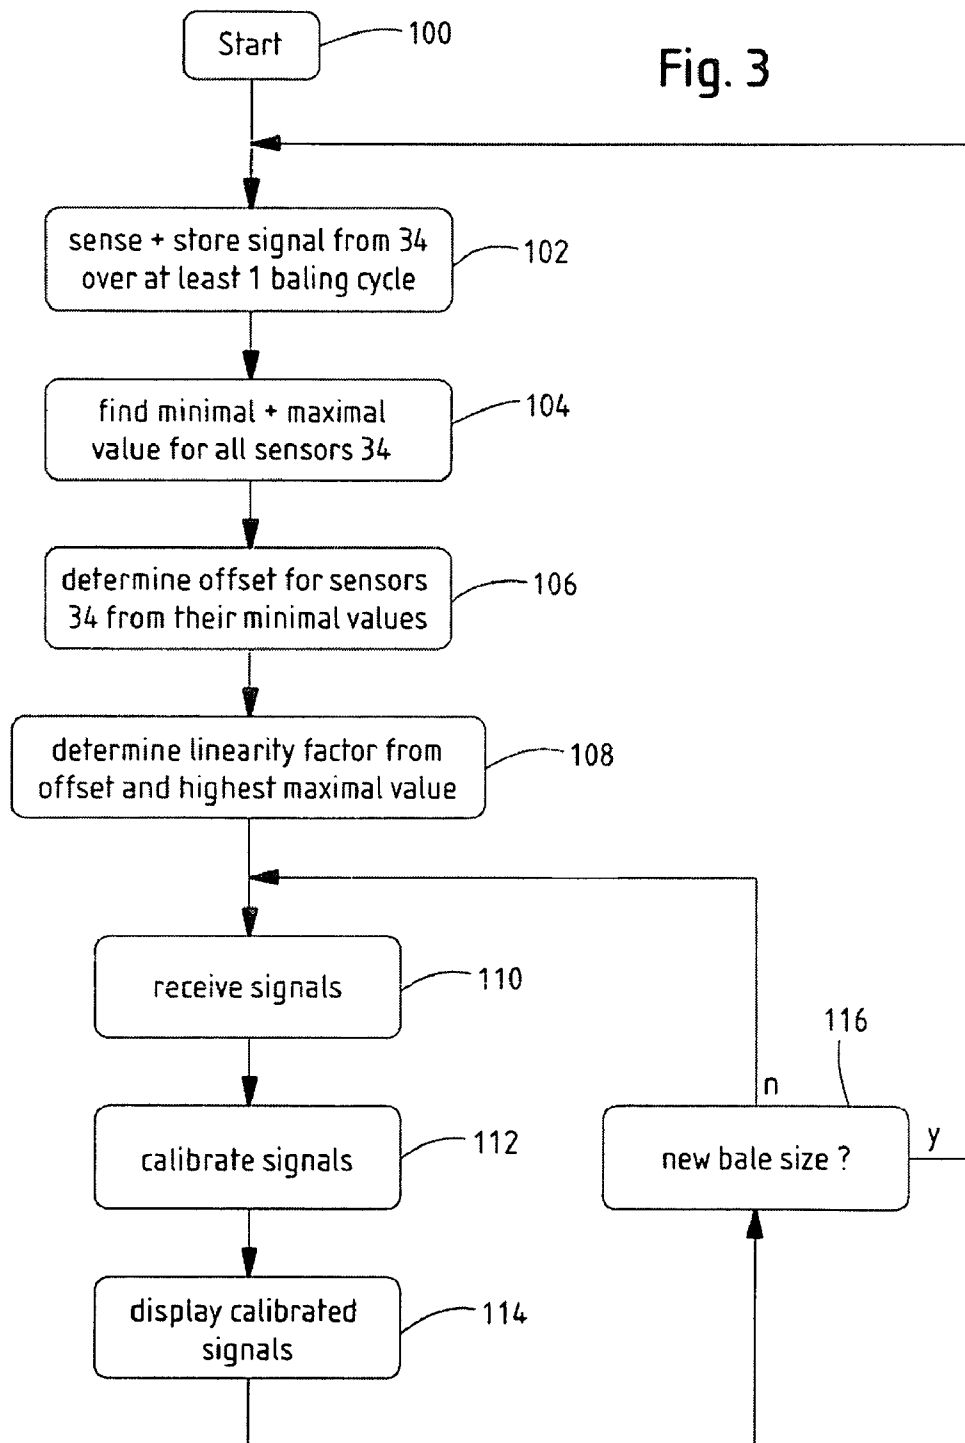 Start
100
Fig. 3
sense + store signal from 34
over at least 1 baling cycle
102
find minimal + maximal
value for all sensors 34
104
determine offset for sensors
34 from their minimal values
106
determine linearity factor from
offset and highest maximal value
108
receive signals
110
116
n
calibrate signals
112
new bale size ?
y
display calibrated
signals
114